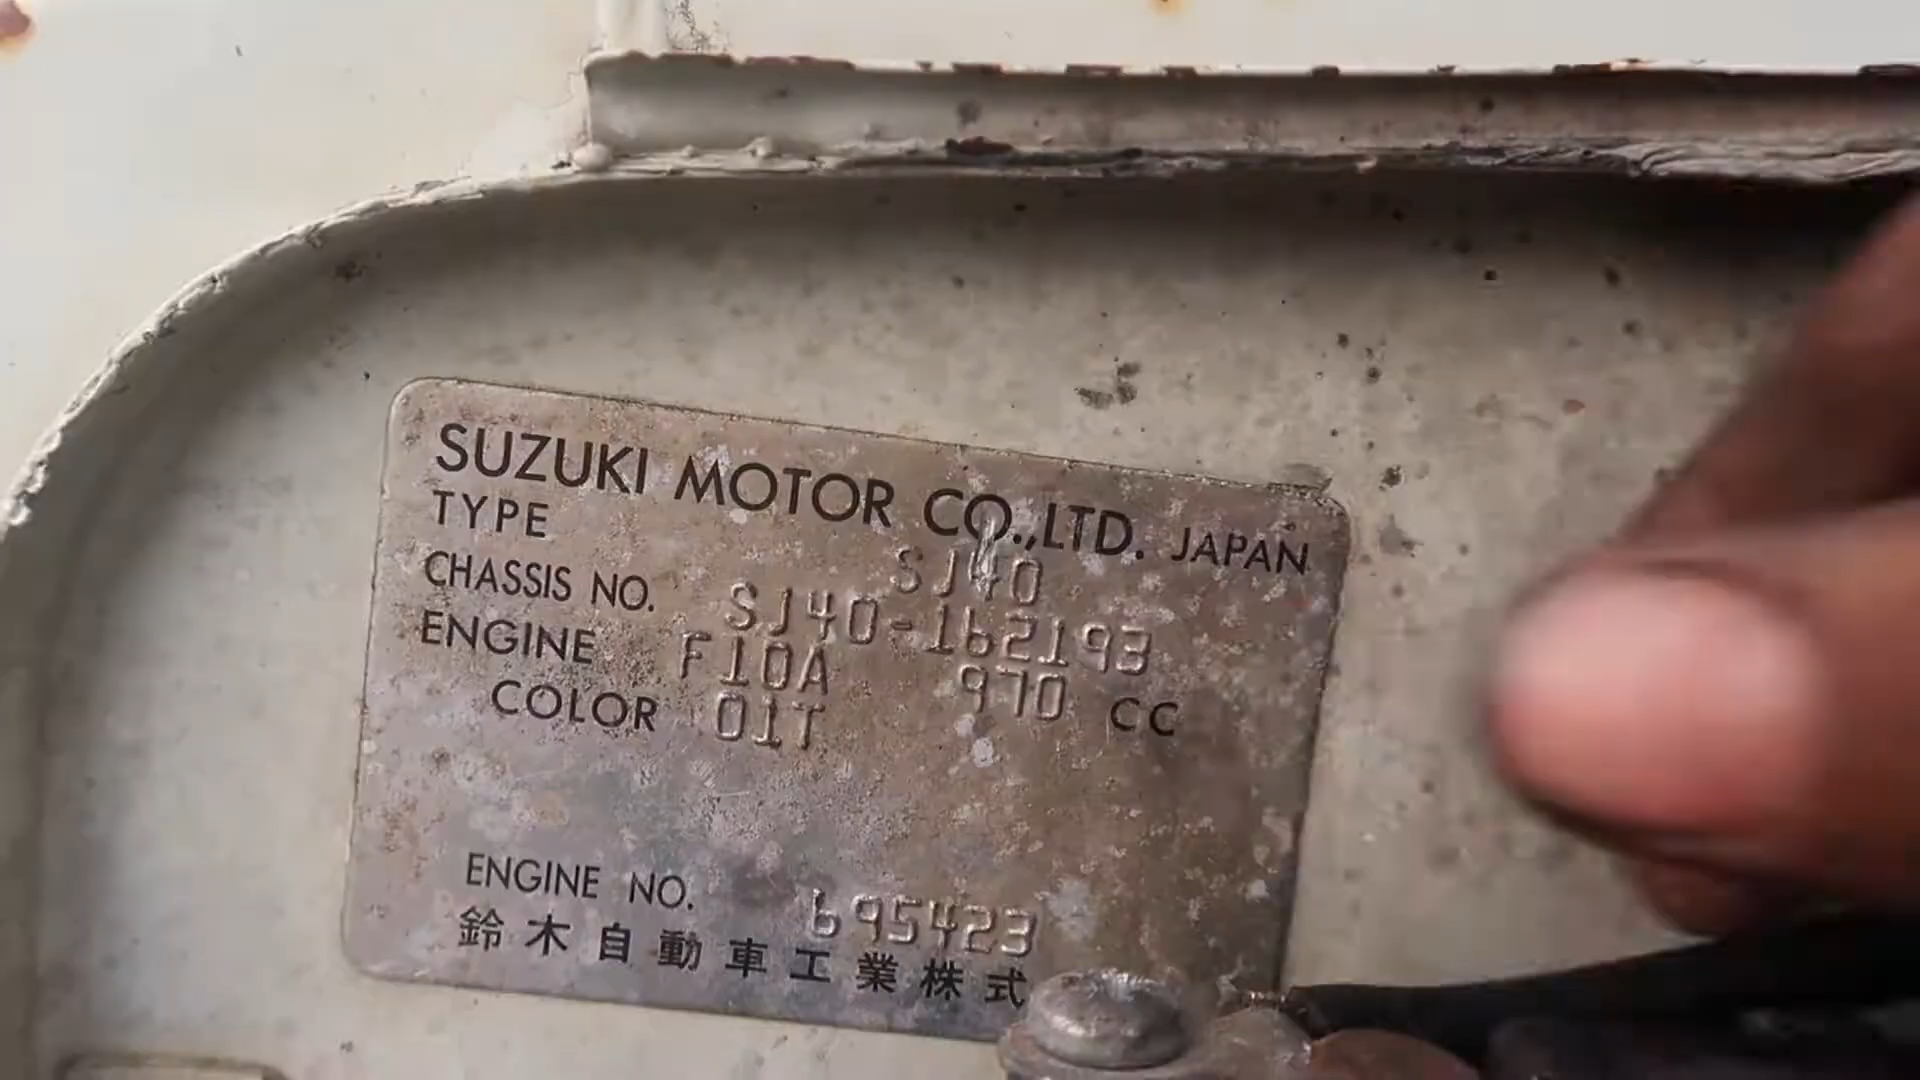 SUZUKI MOTOR CO.,LTD. JAPAN
TYPE SJ40
CHASSIS NO. SJ40-162193
ENGINE F10A 970 CC
COLOR 01T
ENGINE NO. 695423
鈴木自動車工業株式